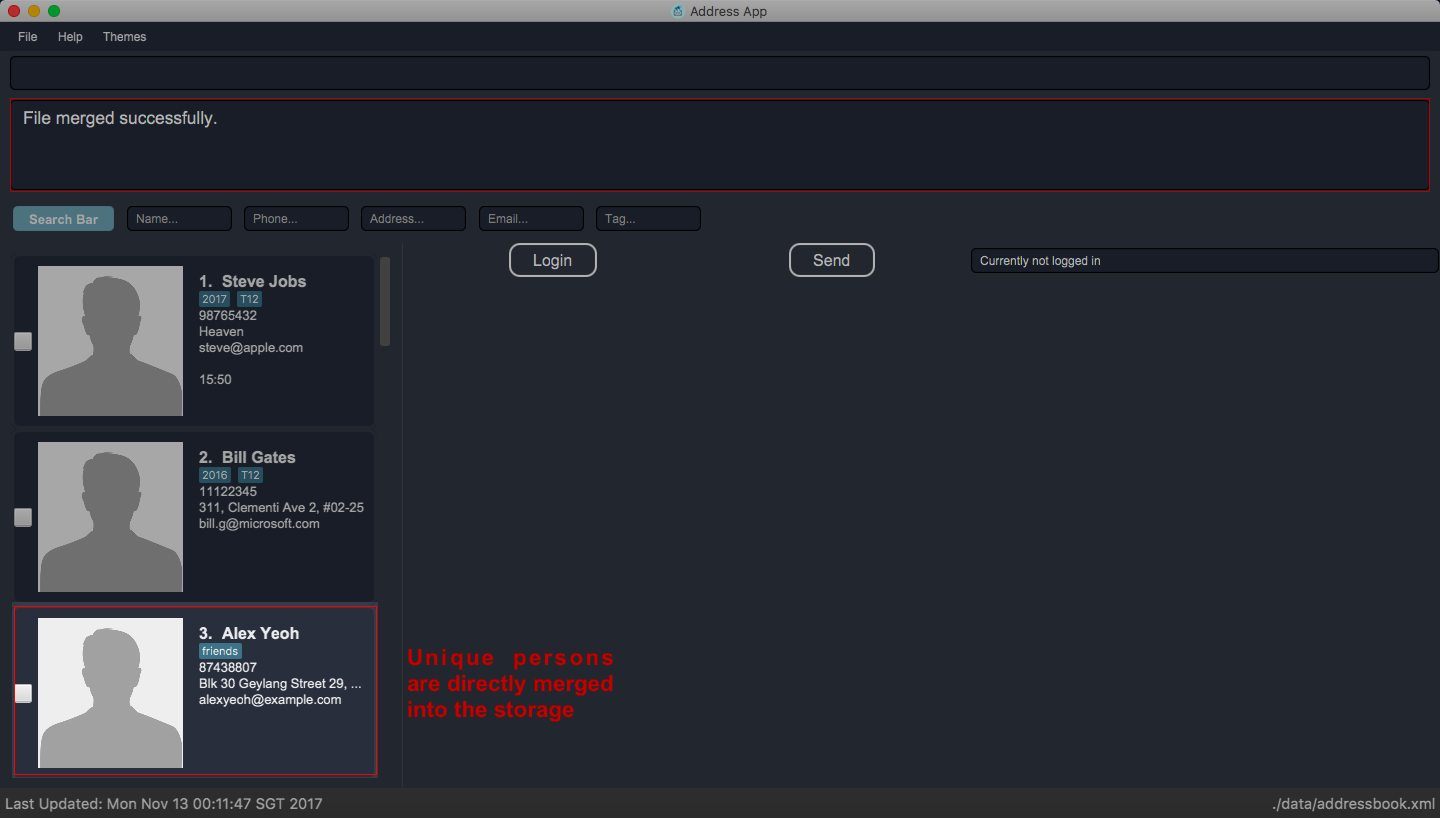 Address App
File Help Themes
File merged successfully.
Search Bar Name... Phone... Address... Email... Tag...
Login Send Currently not logged in
1. Steve Jobs
2017 T12
98765432
Heaven
steve@apple.com
15:50
2. Bill Gates
2016 T12
11122345
311, Clementi Ave 2, #02-25
bill.g@microsoft.com
3. Alex Yeoh
friends
87438807
Blk 30 Geylang Street 29, ...
alexyeoh@example.com
Unique persons
are directly merged
into the storage
Last Updated: Mon Nov 13 00:11:47 SGT 2017 ./data/addressbook.xml